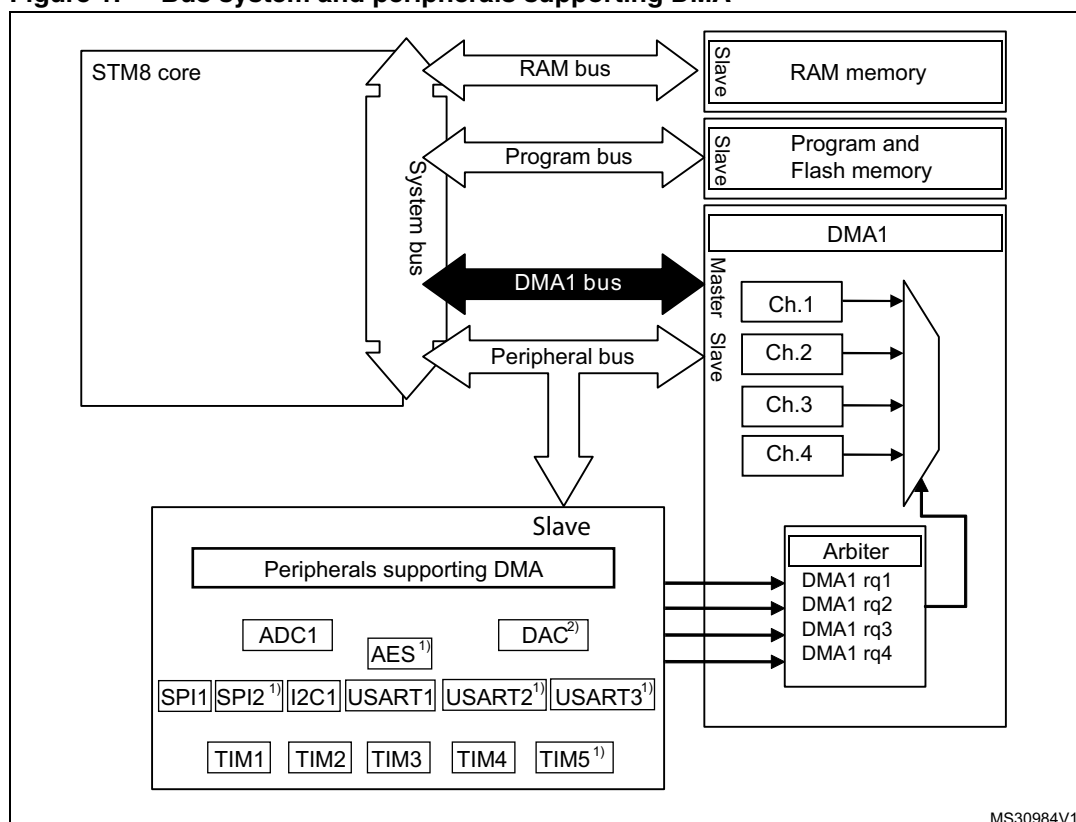 Figure 1. Bus system and peripherals supporting DMA
STM8 core
System bus
RAM bus
Slave
RAM memory
Program bus
Slave
Program and
Flash memory
DMA1 bus
Peripheral bus
DMA1
Master
Slave
Ch.1
Ch.2
Ch.3
Ch.4
Arbiter
DMA1 rq1
DMA1 rq2
DMA1 rq3
DMA1 rq4
Slave
Peripherals supporting DMA
ADC1
AES1)
DAC2)
SPI1 SPI2 1) I2C1 USART1 USART2 1) USART3 1)
TIM1 TIM2 TIM3 TIM4 TIM5 1)
MS30984V1